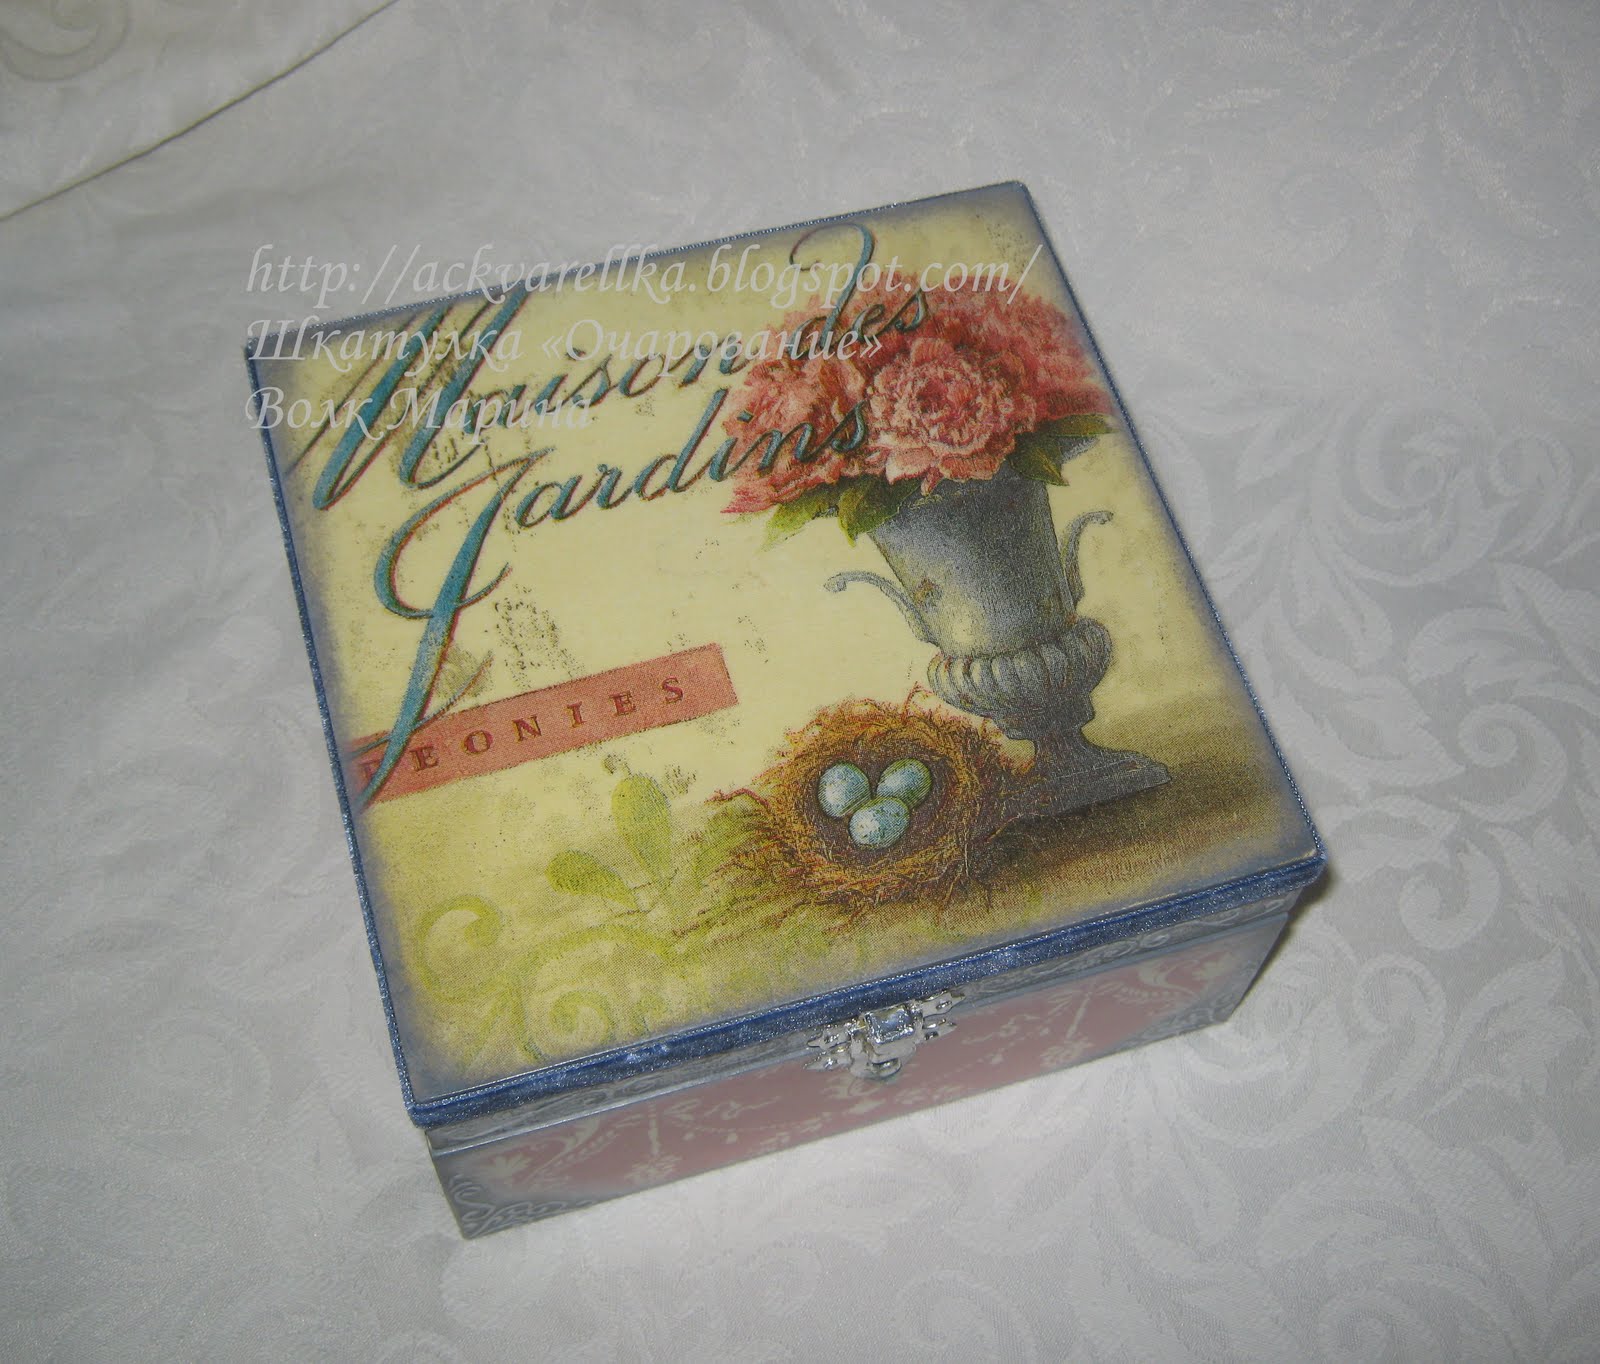 http://ackvarellka.blogspot.com/
Шкатулка «Очарование»
Волк Марина
Maison des
Jardins
PEONIES